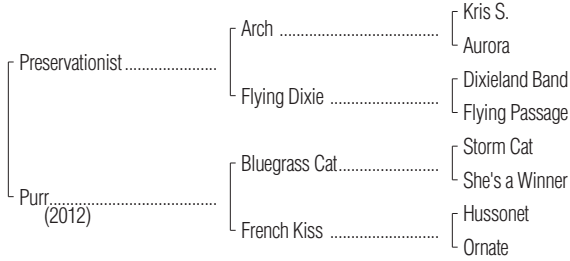 Kris S.
Arch ........................................
Aurora
Preservationist .......................
Dixieland Band
Flying Dixie ...........................
Flying Passage
Storm Cat
Bluegrass Cat.........................
She's a Winner
Purr..........................................
(2012)
Hussonet
French Kiss ...........................
Ornate